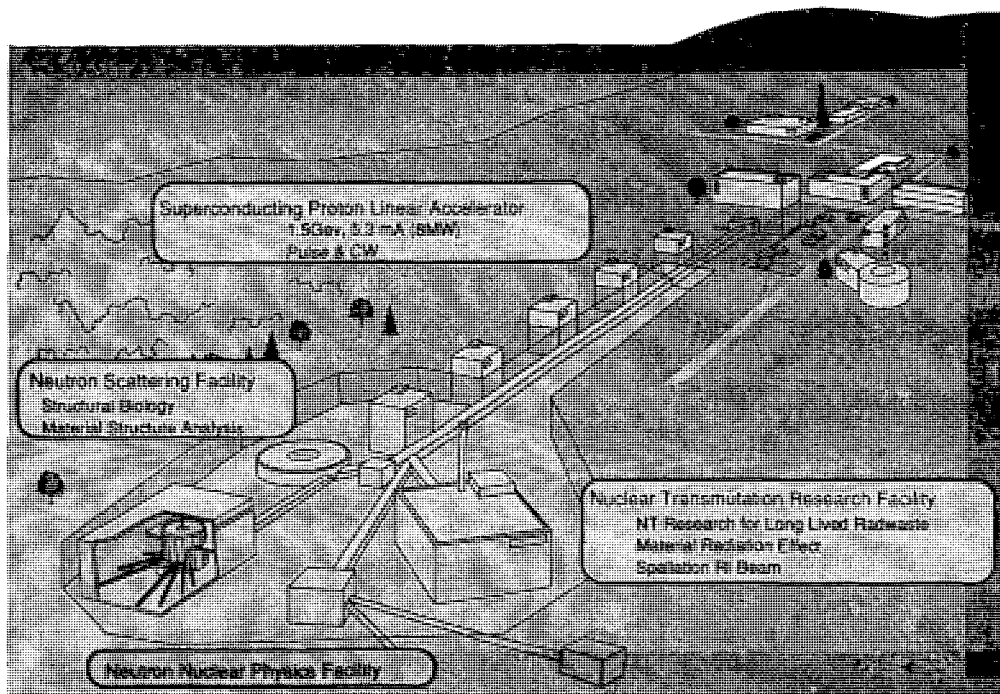 Superconducting Proton Linear Accelerator
1.5Gev, 5.3 mA (8MW)
Pulse & CW
Neutron Scattering Facility
Structural Biology
Material Structure Analysis
Nuclear Transmutation Research Facility
NT Research for Long Lived Radwaste
Material Radiation Effect
Spallation RI Beam
Neutron Nuclear Physics Facility